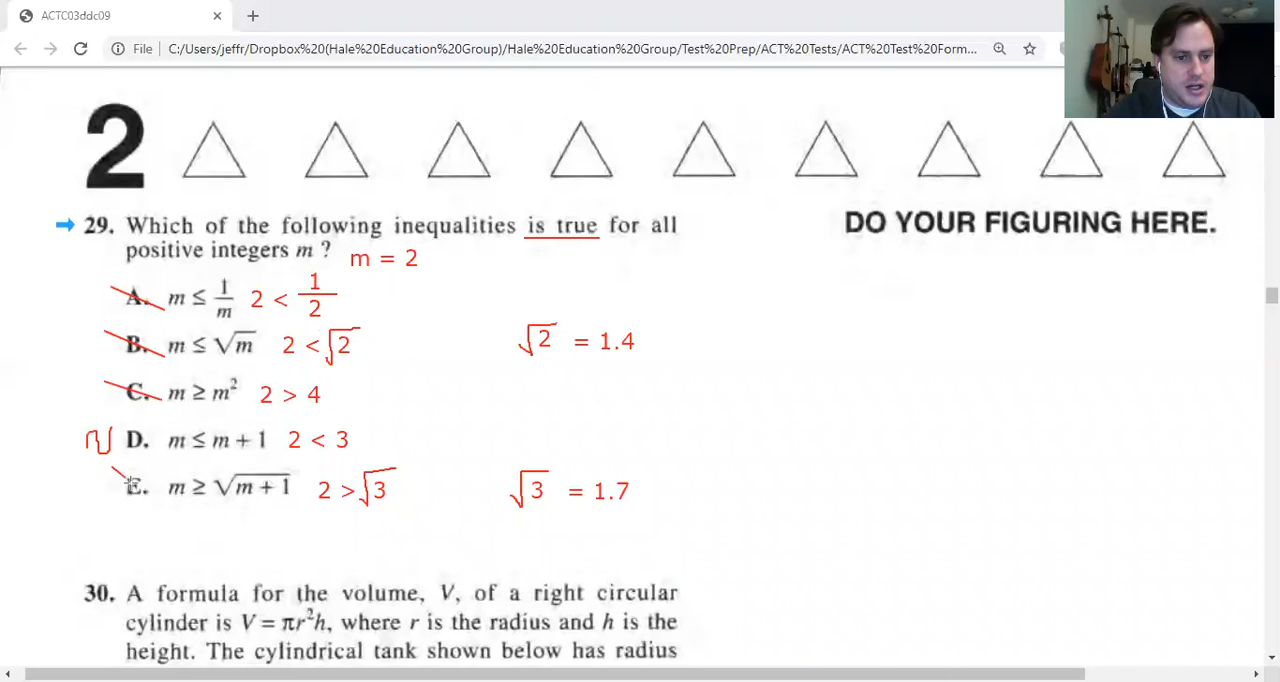 ACTC03ddc09
File C:/Users/jeffr/Dropbox%20(Hale%20Education%20Group)/Hale%20Education%20Group/Test%20Prep/ACT%20Tests/ACT%20Test%20Form...
2
29. Which of the following inequalities is true for all
DO YOUR FIGURING HERE.
positive integers m ? m = 2
A. m ≤ 1/m 2 < 1/2
B. m ≤ √m 2 < √2 √2 = 1.4
C. m ≥ m² 2 > 4
D. m ≤ m + 1 2 < 3
E. m ≥ √(m + 1) 2 > √3 √3 = 1.7
30. A formula for the volume, V, of a right circular
cylinder is V = πr²h, where r is the radius and h is the
height. The cylindrical tank shown below has radius